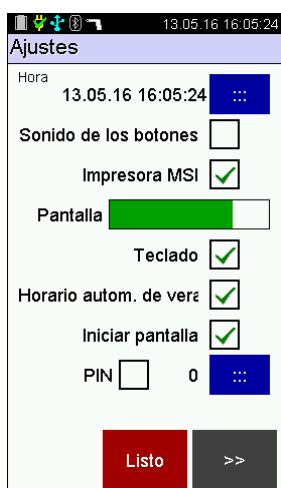 13.05.16 16:05:24
Ajustes
Hora
13.05.16 16:05:24 :::
Sonido de los botones
Impresora MSI
Pantalla
Teclado
Horario autom. de vera
Iniciar pantalla
PIN 0 :::
Listo >>